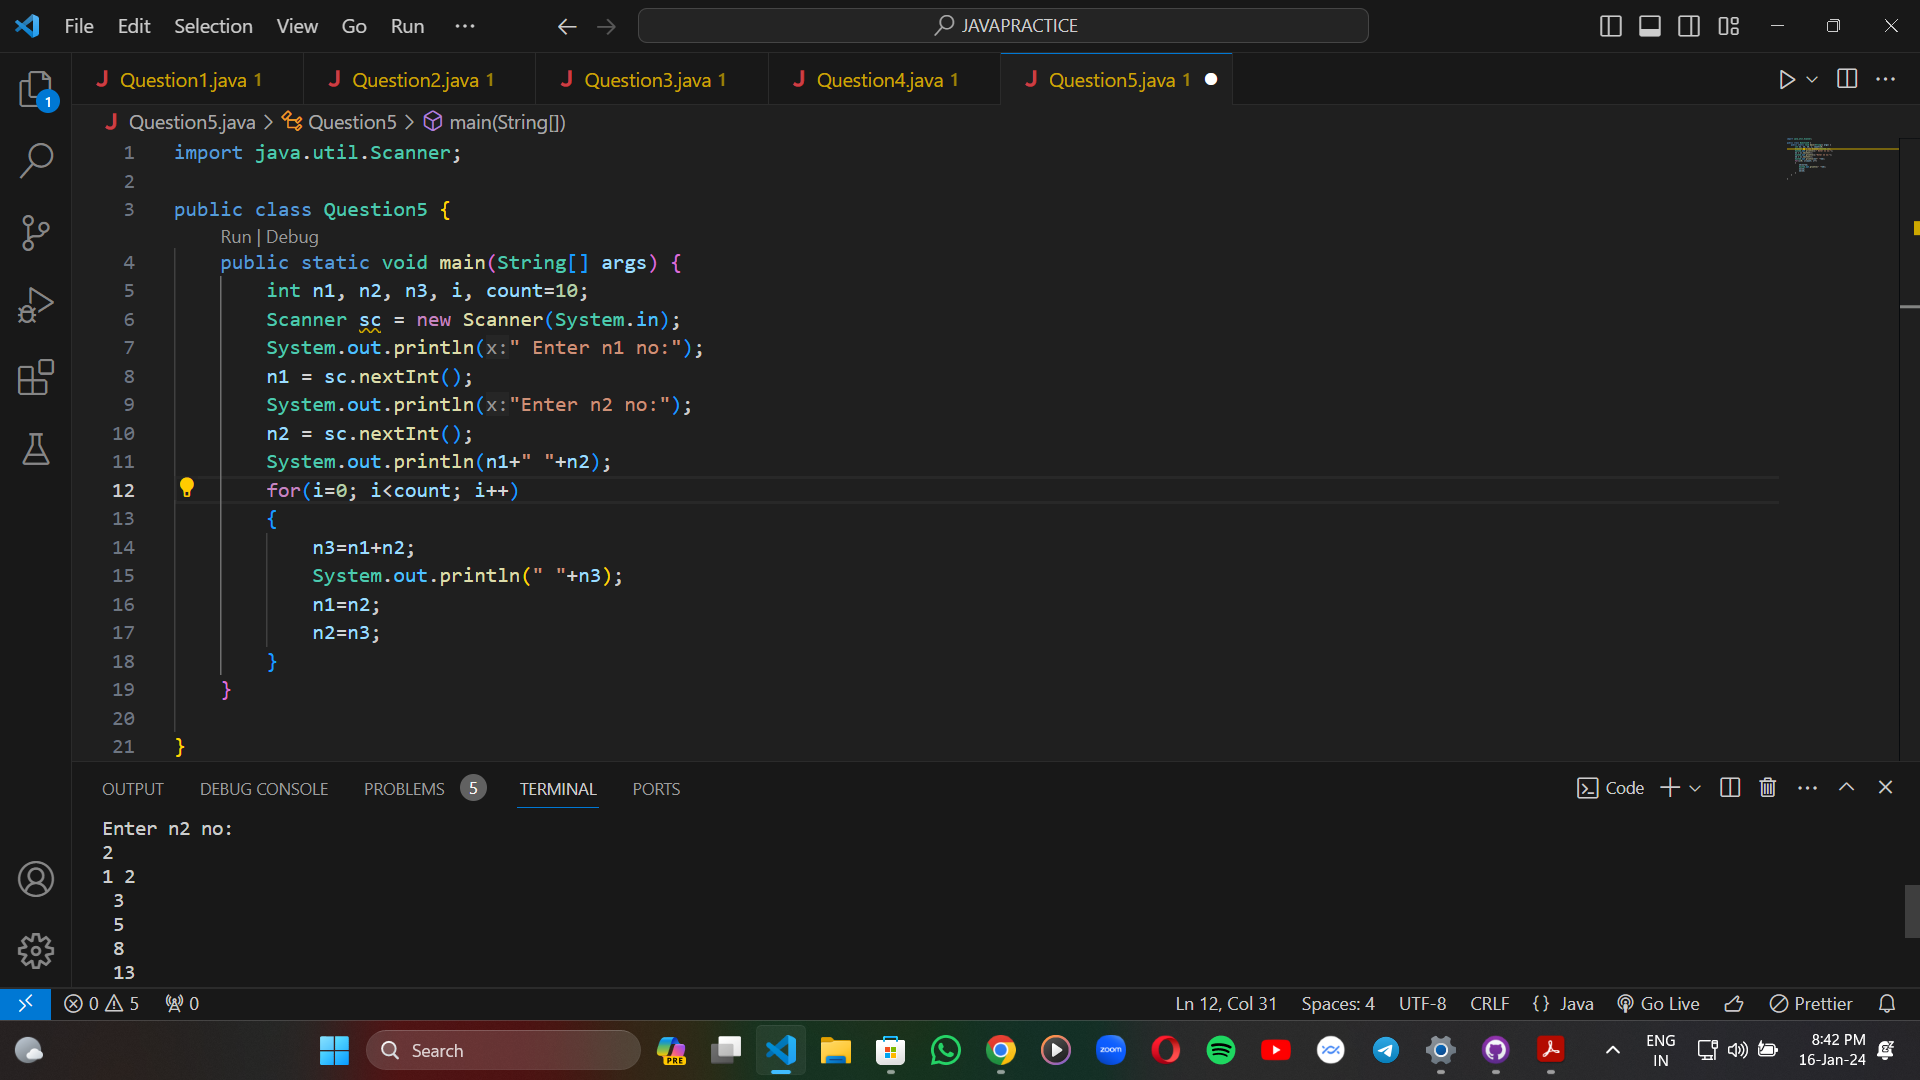 File Edit Selection View Go Run ···
JAVAPRACTICE
Question1.java 1
Question2.java 1
Question3.java 1
Question4.java 1
Question5.java 1
Question5.java > Question5 > main(String[])
1 import java.util.Scanner;
2
3 public class Question5 {
Run | Debug
4 public static void main(String[] args) {
5 int n1, n2, n3, i, count=10;
6 Scanner sc = new Scanner(System.in);
7 System.out.println(x:" Enter n1 no:");
8 n1 = sc.nextInt();
9 System.out.println(x:"Enter n2 no:");
10 n2 = sc.nextInt();
11 System.out.println(n1+" "+n2);
12 for(i=0; i<count; i++)
13 {
14 n3=n1+n2;
15 System.out.println(" "+n3);
16 n1=n2;
17 n2=n3;
18 }
19 }
20
21 }
OUTPUT DEBUG CONSOLE PROBLEMS 5 TERMINAL PORTS
Code
Enter n2 no:
2
1 2
3
5
8
13
0 5 0
Ln 12, Col 31 Spaces: 4 UTF-8 CRLF {} Java Go Live Prettier
Search
PRE
zoom
ENG
IN
8:42 PM
16-Jan-24
1